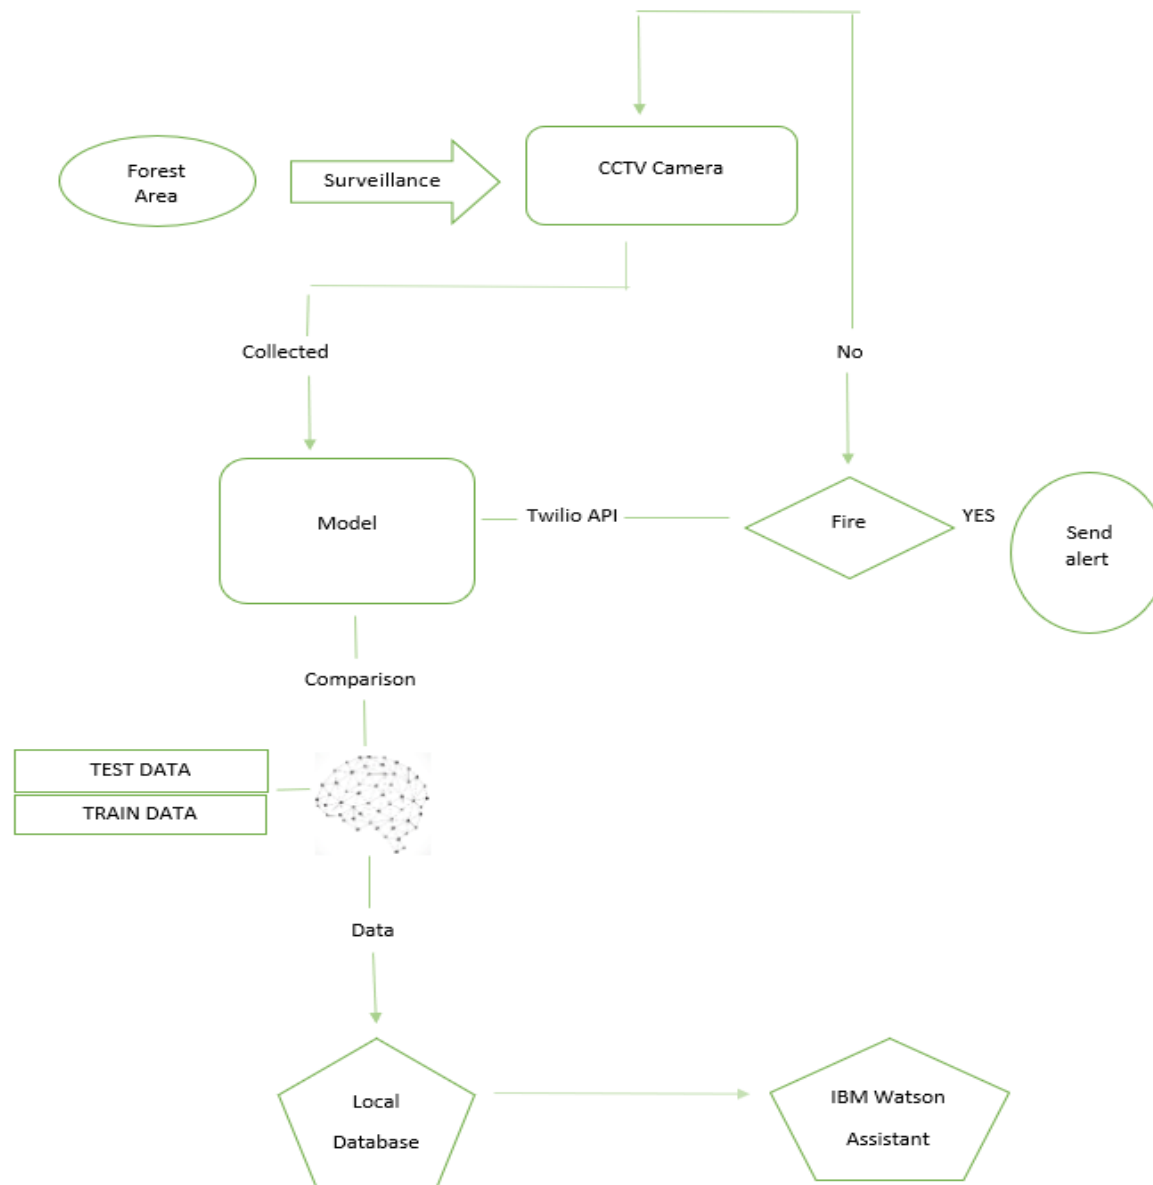 Forest
Area
Surveillance
CCTV Camera
Collected
No
Model
Twilio API
Fire
YES
Send
alert
Comparison
TEST DATA
TRAIN DATA
Data
Local
Database
IBM Watson
Assistant